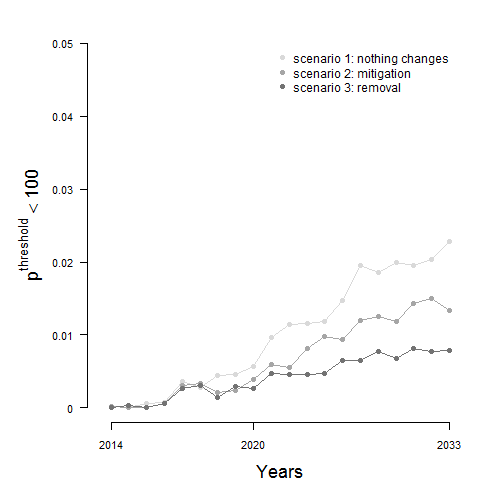 0.05
scenario 1: nothing changes
scenario 2: mitigation
scenario 3: removal
0.04
0.03
p^threshold < 100
0.02
0.01
0
2014 2020 2033
Years